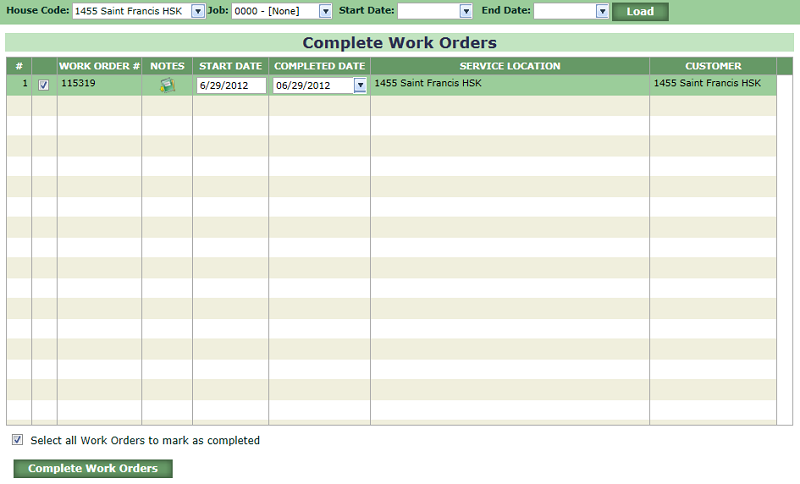 House Code: 1455 Saint Francis HSK Job: 0000 - [None] Start Date: End Date: Load
Complete Work Orders
# WORK ORDER # NOTES START DATE COMPLETED DATE SERVICE LOCATION CUSTOMER
1 115319 6/29/2012 06/29/2012 1455 Saint Francis HSK 1455 Saint Francis HSK
Select all Work Orders to mark as completed
Complete Work Orders